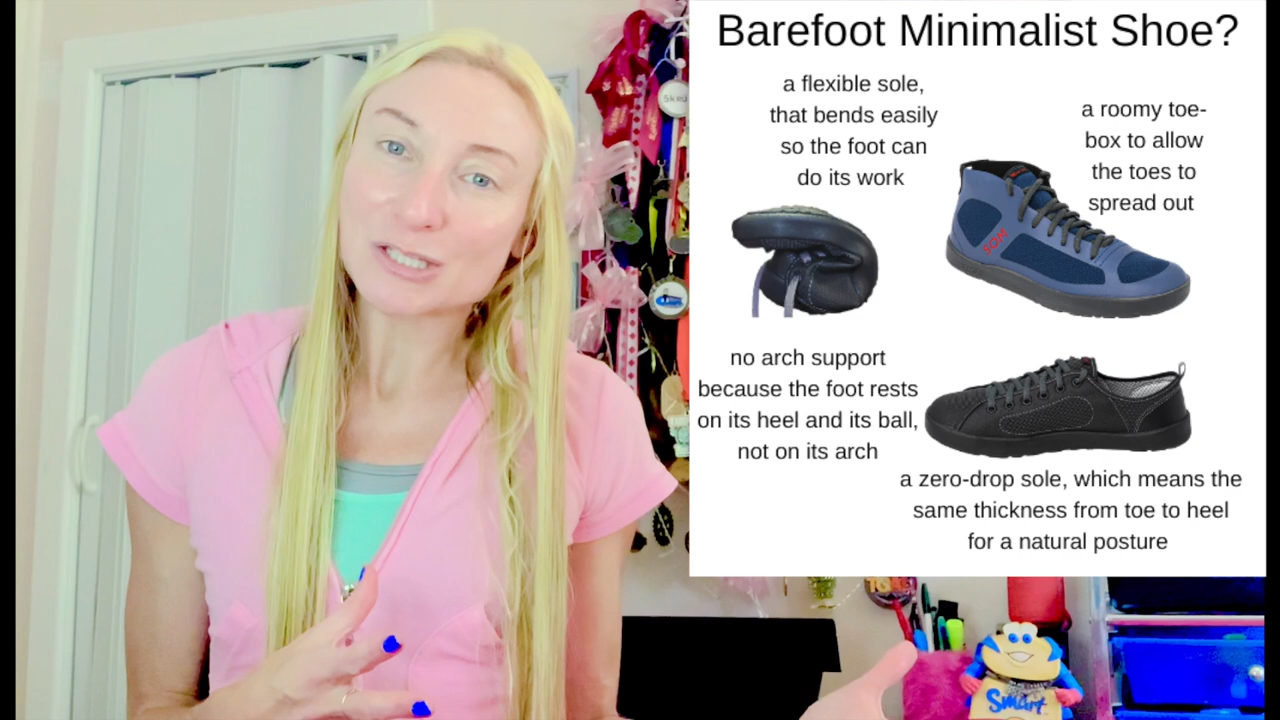 Barefoot Minimalist Shoe?
a flexible sole,
that bends easily
so the foot can
do its work
a roomy toe-
box to allow
the toes to
spread out
SOM
no arch support
because the foot rests
on its heel and its ball,
not on its arch
a zero-drop sole, which means the
same thickness from toe to heel
for a natural posture
Smart